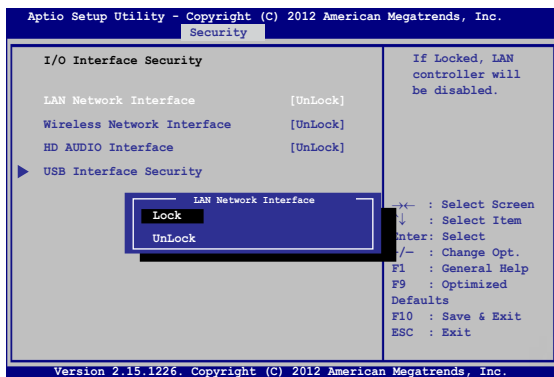 Aptio Setup Utility - Copyright (C) 2012 American Megatrends, Inc.
Security
I/O Interface Security
LAN Network Interface [UnLock]
Wireless Network Interface [UnLock]
HD AUDIO Interface [UnLock]
USB Interface Security
LAN Network Interface
Lock
UnLock
If Locked, LAN
controller will
be disabled.
→← : Select Screen
↓ : Select Item
nter: Select
/— : Change Opt.
F1 : General Help
F9 : Optimized
Defaults
F10 : Save & Exit
ESC : Exit
Version 2.15.1226. Copyright (C) 2012 American Megatrends, Inc.